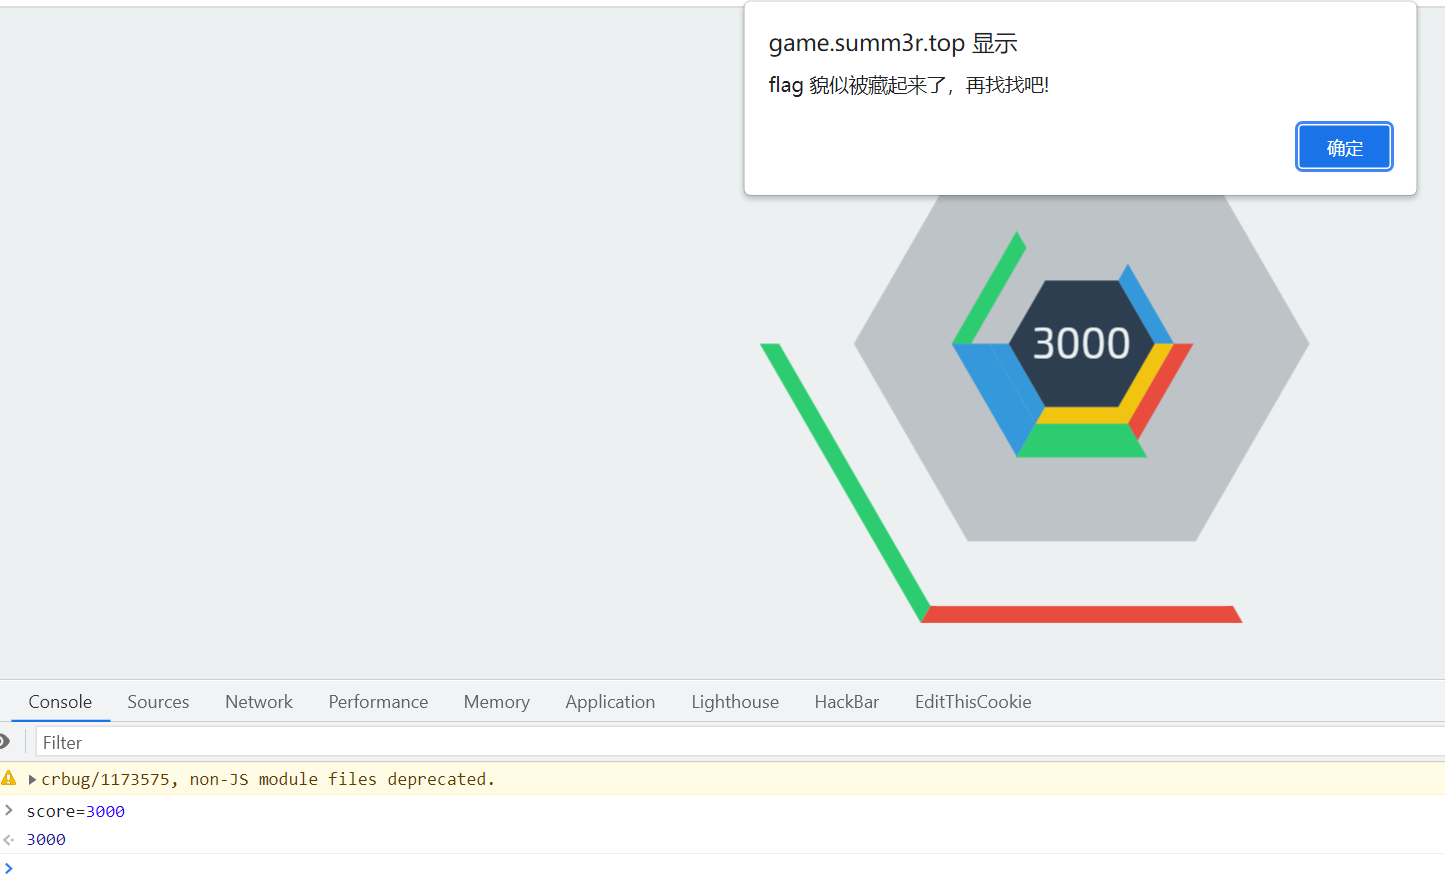 game.summ3r.top 显示
flag 貌似被藏起来了，再找找吧!
确定
3000
Console Sources Network Performance Memory Application Lighthouse HackBar EditThisCookie
Filter
crbug/1173575, non-JS module files deprecated.
score=3000
3000